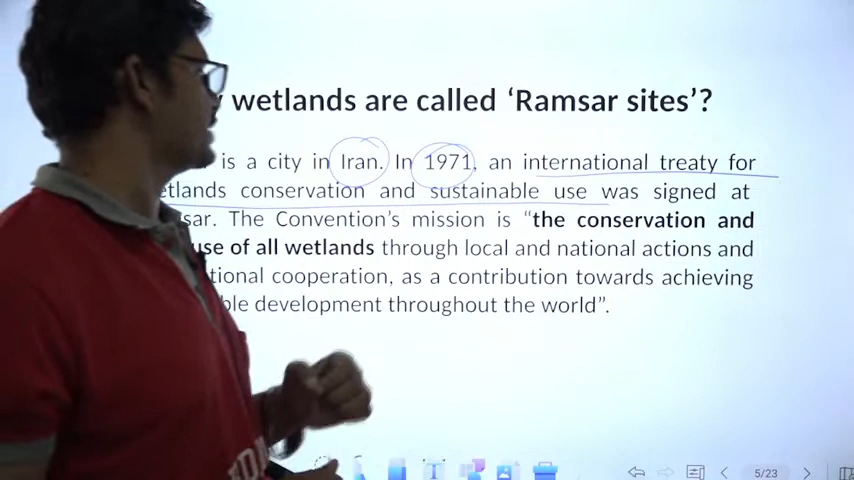 wetlands are called ‘Ramsar sites’?
is a city in Iran. In 1971, an international treaty for
etlands conservation and sustainable use was signed at
sar. The Convention’s mission is “the conservation and
use of all wetlands through local and national actions and
tional cooperation, as a contribution towards achieving
ble development throughout the world”.
5/23